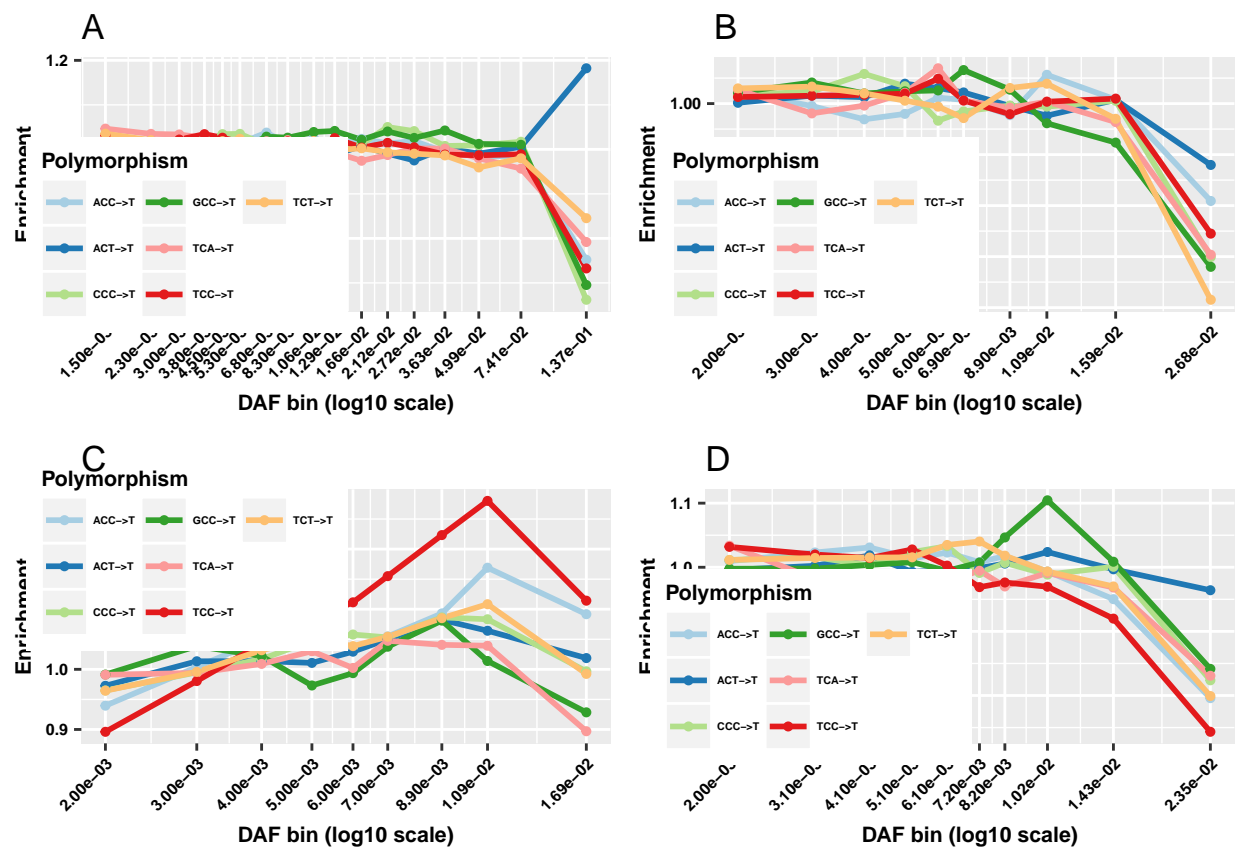 A
1.2
Enrichment
Polymorphism
ACC->T GCC->T TCT->T
ACT->T TCA->T
CCC->T TCC->T
1.66e-02
2.12e-02
2.72e-02
3.63e-02
4.99e-02
7.41e-02
1.37e-01
DAF bin (log10 scale)
B
1.00
Enrichment
Polymorphism
ACC->T GCC->T TCT->T
ACT->T TCA->T
CCC->T TCC->T
8.90e-03
1.09e-02
1.59e-02
2.68e-02
DAF bin (log10 scale)
C
Polymorphism
ACC->T GCC->T TCT->T
ACT->T TCA->T
CCC->T TCC->T
Enrichment
1.0
0.9
2.00e-03
3.00e-03
4.00e-03
5.00e-03
6.00e-03
7.00e-03
8.90e-03
1.09e-02
1.69e-02
DAF bin (log10 scale)
D
1.1
1.0
Enrichment
Polymorphism
ACC->T GCC->T TCT->T
ACT->T TCA->T
CCC->T TCC->T
7.20e-03
8.20e-03
1.02e-02
1.43e-02
2.35e-02
DAF bin (log10 scale)